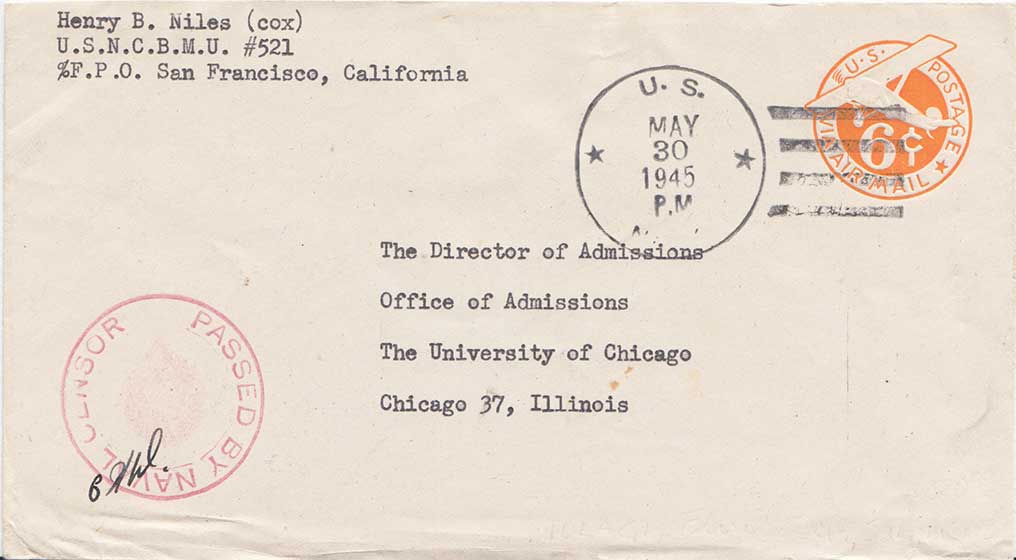 Henry B. Niles (cox)
U.S.N.C.B.M.U. #521
%F.P.O. San Francisco, California
U. S.
MAY
30
1945
P.M
U.S. POSTAGE
6¢
VIA AIR MAIL
The Director of Admissions
Office of Admissions
The University of Chicago
Chicago 37, Illinois
PASSED BY NAVAL CENSOR